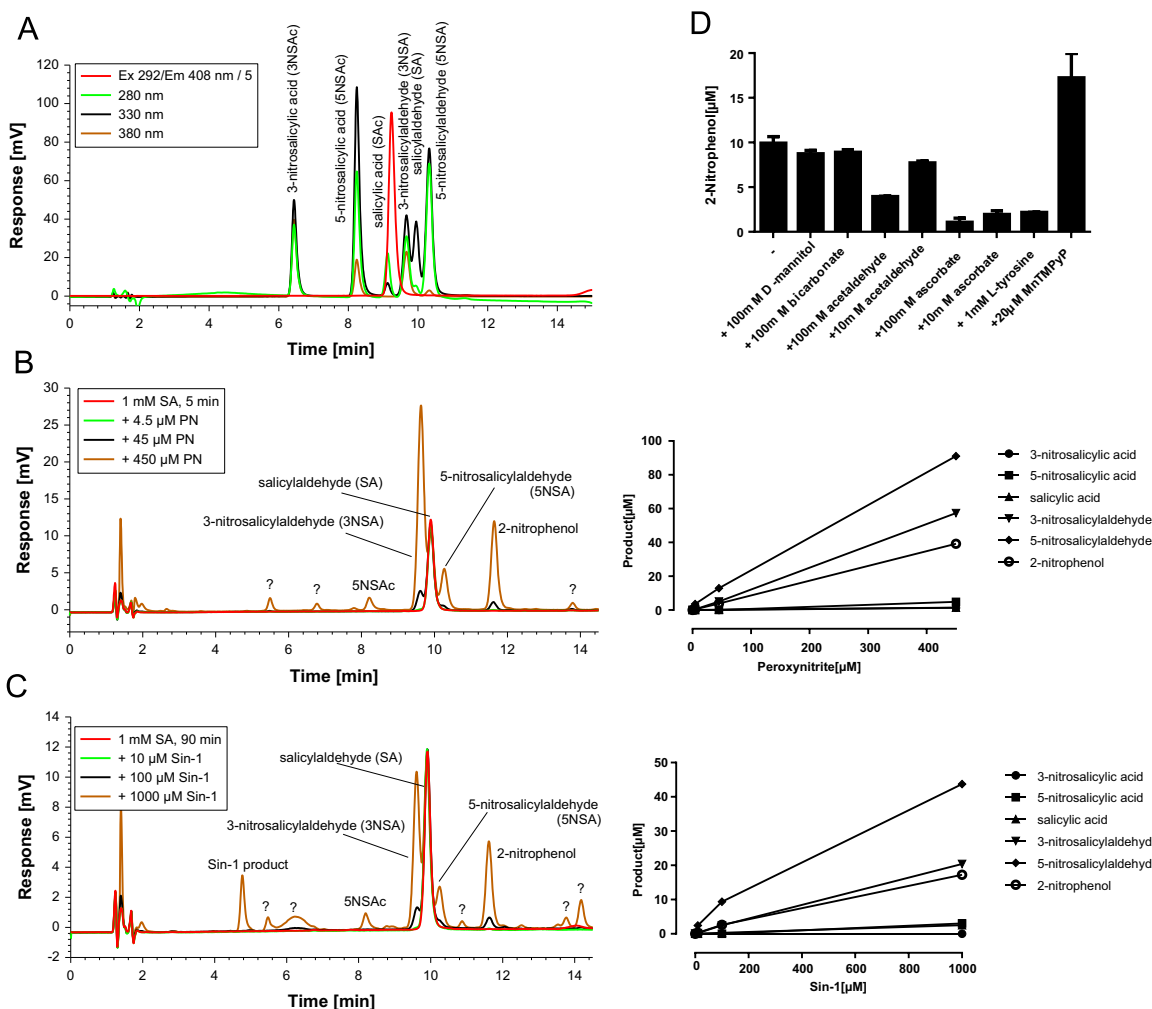 A
Response [mV]
120
100
80
60
40
20
0
Ex 292/Em 408 nm / 5
280 nm
330 nm
380 nm
3-nitrosalicylic acid (3NSAc)
5-nitrosalicylic acid (5NSAc)
salicylic acid (SAc)
3-nitrosalicylaldehyde (3NSA)
salicylaldehyde (SA)
5-nitrosalicylaldehyde (5NSA)
0 2 4 6 8 10 12 14
Time [min]
D
2-Nitrophenol[µM]
20
15
10
5
0
-
+ 100m M D -mannitol
+100m M bicarbonate
+100m M acetaldehyde
+10m M acetaldehyde
+100m M ascorbate
+10m M ascorbate
+ 1mM L-tyrosine
+20µM MnTMPyP
B
Response [mV]
30
25
20
15
10
5
0
1 mM SA, 5 min
+ 4.5 µM PN
+ 45 µM PN
+ 450 µM PN
salicylaldehyde (SA)
5-nitrosalicylaldehyde
(5NSA)
3-nitrosalicylaldehyde (3NSA)
2-nitrophenol
? ? 5NSAc ?
0 2 4 6 8 10 12 14
Time [min]
Product[µM]
100
80
60
40
20
0
0 100 200 300 400
Peroxynitrite[µM]
3-nitrosalicylic acid
5-nitrosalicylic acid
salicylic acid
3-nitrosalicylaldehyde
5-nitrosalicylaldehyde
2-nitrophenol
C
Response [mV]
14
12
10
8
6
4
2
0
-2
1 mM SA, 90 min
+ 10 µM Sin-1
+ 100 µM Sin-1
+ 1000 µM Sin-1
salicylaldehyde (SA)
5-nitrosalicylaldehyde
(5NSA)
3-nitrosalicylaldehyde (3NSA)
2-nitrophenol
Sin-1 product
? ? 5NSAc ? ? ?
0 2 4 6 8 10 12 14
Time [min]
Product[µM]
50
40
30
20
10
0
0 200 400 600 800 1000
Sin-1[µM]
3-nitrosalicylic acid
5-nitrosalicylic acid
salicylic acid
3-nitrosalicylaldehyd
5-nitrosalicylaldehyd
2-nitrophenol